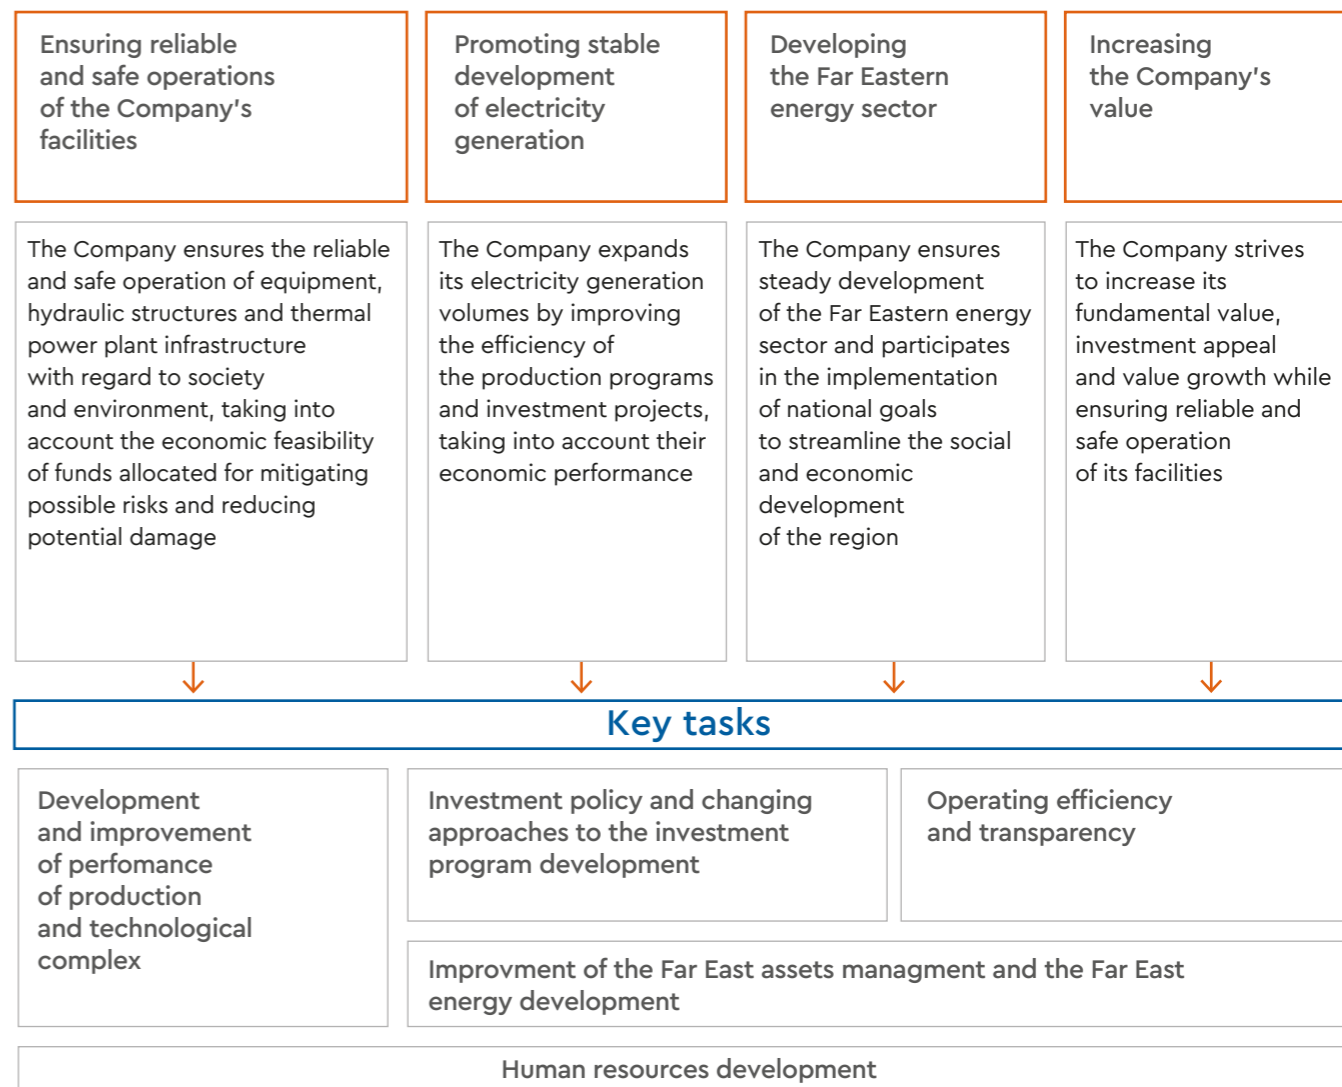 Ensuring reliable
and safe operations
of the Company's
facilities
Promoting stable
development
of electricity
generation
Developing
the Far Eastern
energy sector
Increasing
the Company's
value
The Company ensures the reliable
and safe operation of equipment,
hydraulic structures and thermal
power plant infrastructure
with regard to society
and environment, taking into
account the economic feasibility
of funds allocated for mitigating
possible risks and reducing
potential damage
The Company expands
its electricity generation
volumes by improving
the efficiency of
the production programs
and investment projects,
taking into account their
economic performance
The Company ensures
steady development
of the Far Eastern energy
sector and participates
in the implementation
of national goals
to streamline the social
and economic
development
of the region
The Company strives
to increase its
fundamental value,
investment appeal
and value growth while
ensuring reliable and
safe operation
of its facilities
Key tasks
Development
and improvement
of perfomance
of production
and technological
complex
Investment policy and changing
approaches to the investment
program development
Operating efficiency
and transparency
Improvment of the Far East assets managment and the Far East
energy development
Human resources development